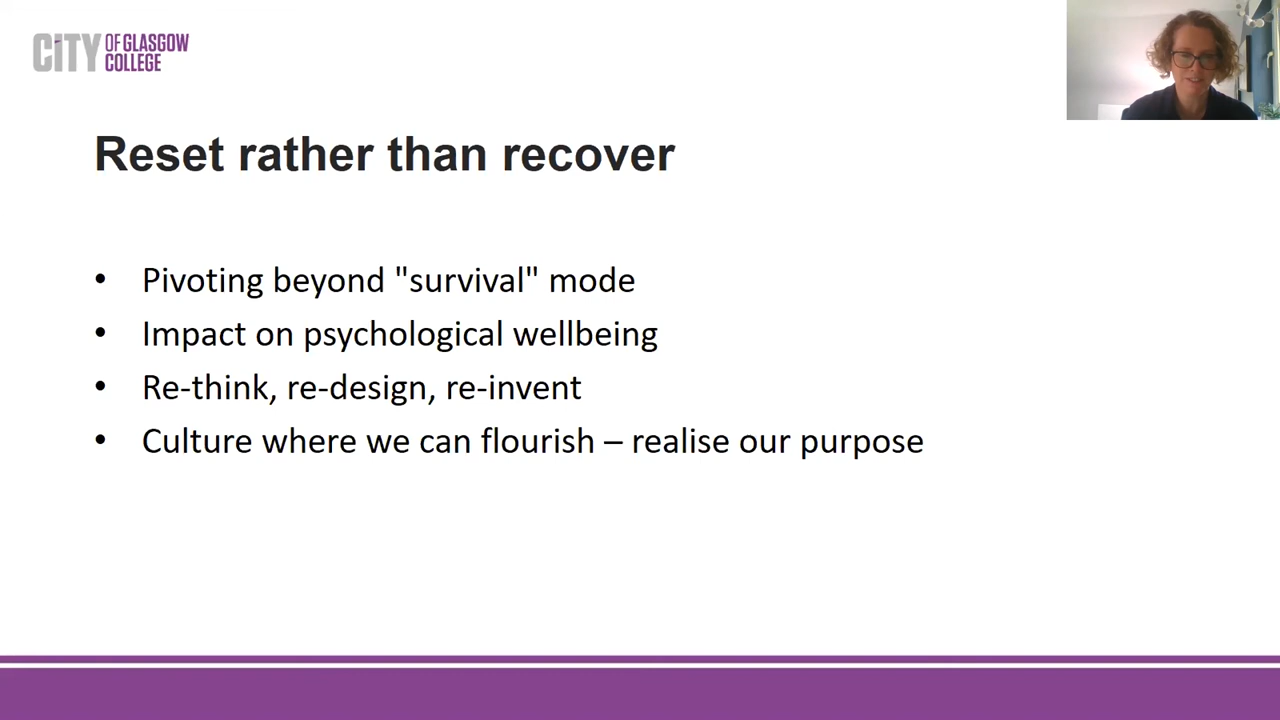 CiTY OF GLASGOW
COLLEGE
Reset rather than recover
• Pivoting beyond "survival" mode
• Impact on psychological wellbeing
• Re-think, re-design, re-invent
• Culture where we can flourish – realise our purpose